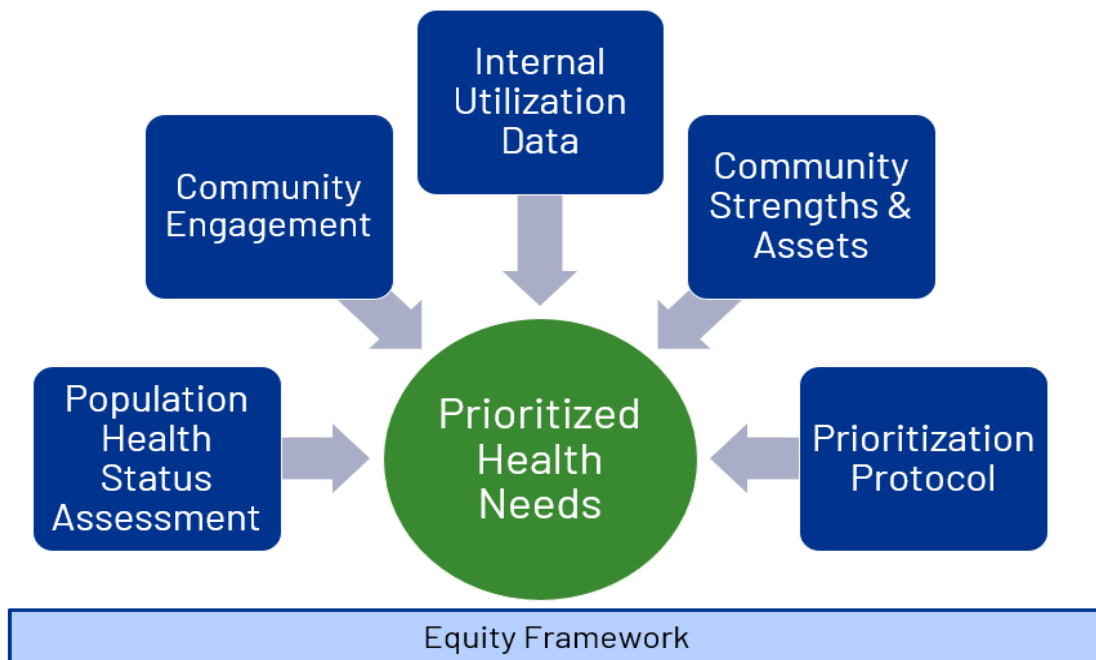 Internal
Utilization
Data
Community
Engagement
Community
Strengths &
Assets
Population
Health
Status
Assessment
Prioritized
Health
Needs
Prioritization
Protocol
Equity Framework